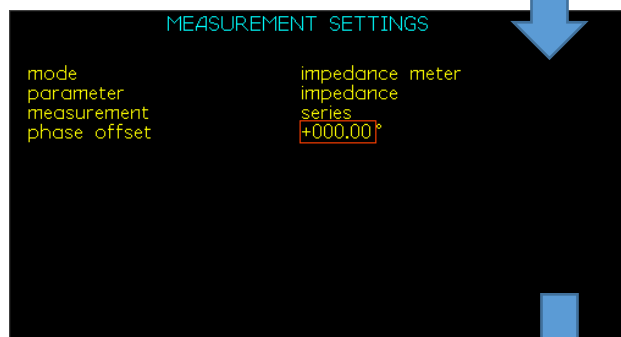 MEASUREMENT SETTINGS
mode impedance meter
parameter impedance
measurement series
phase offset +000.00°